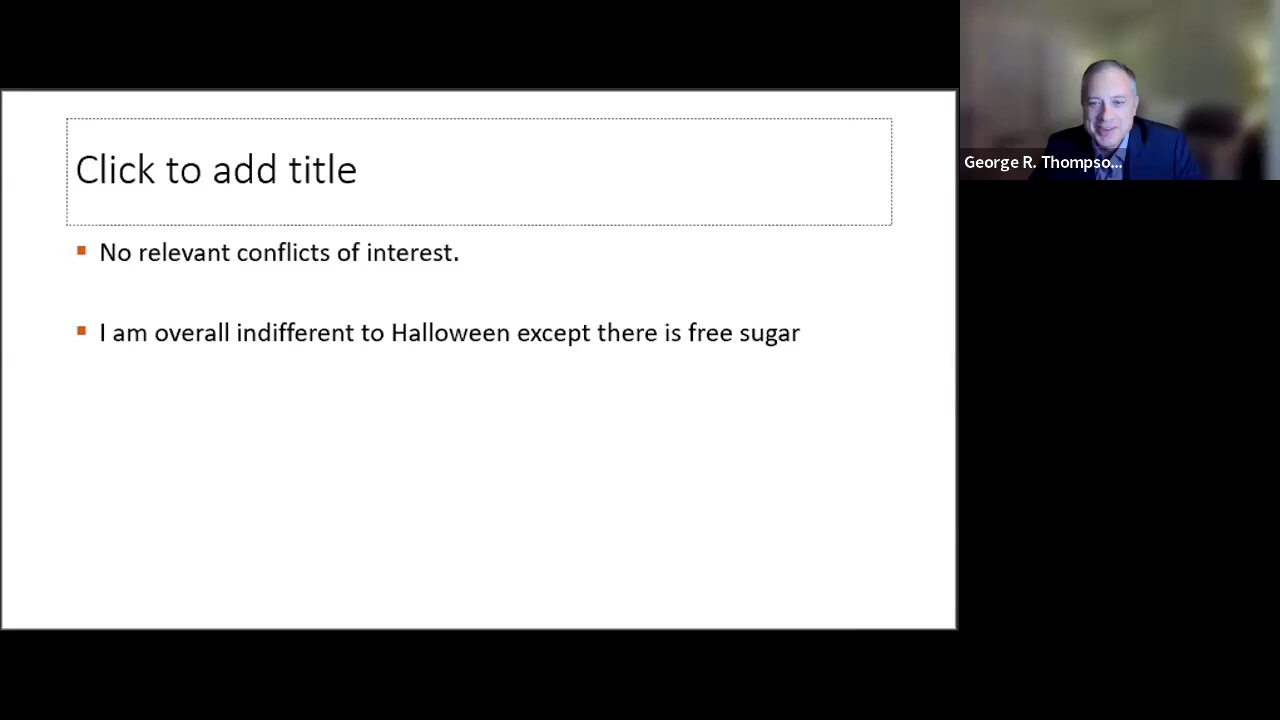 Click to add title
No relevant conflicts of interest.
I am overall indifferent to Halloween except there is free sugar
George R. Thompso...